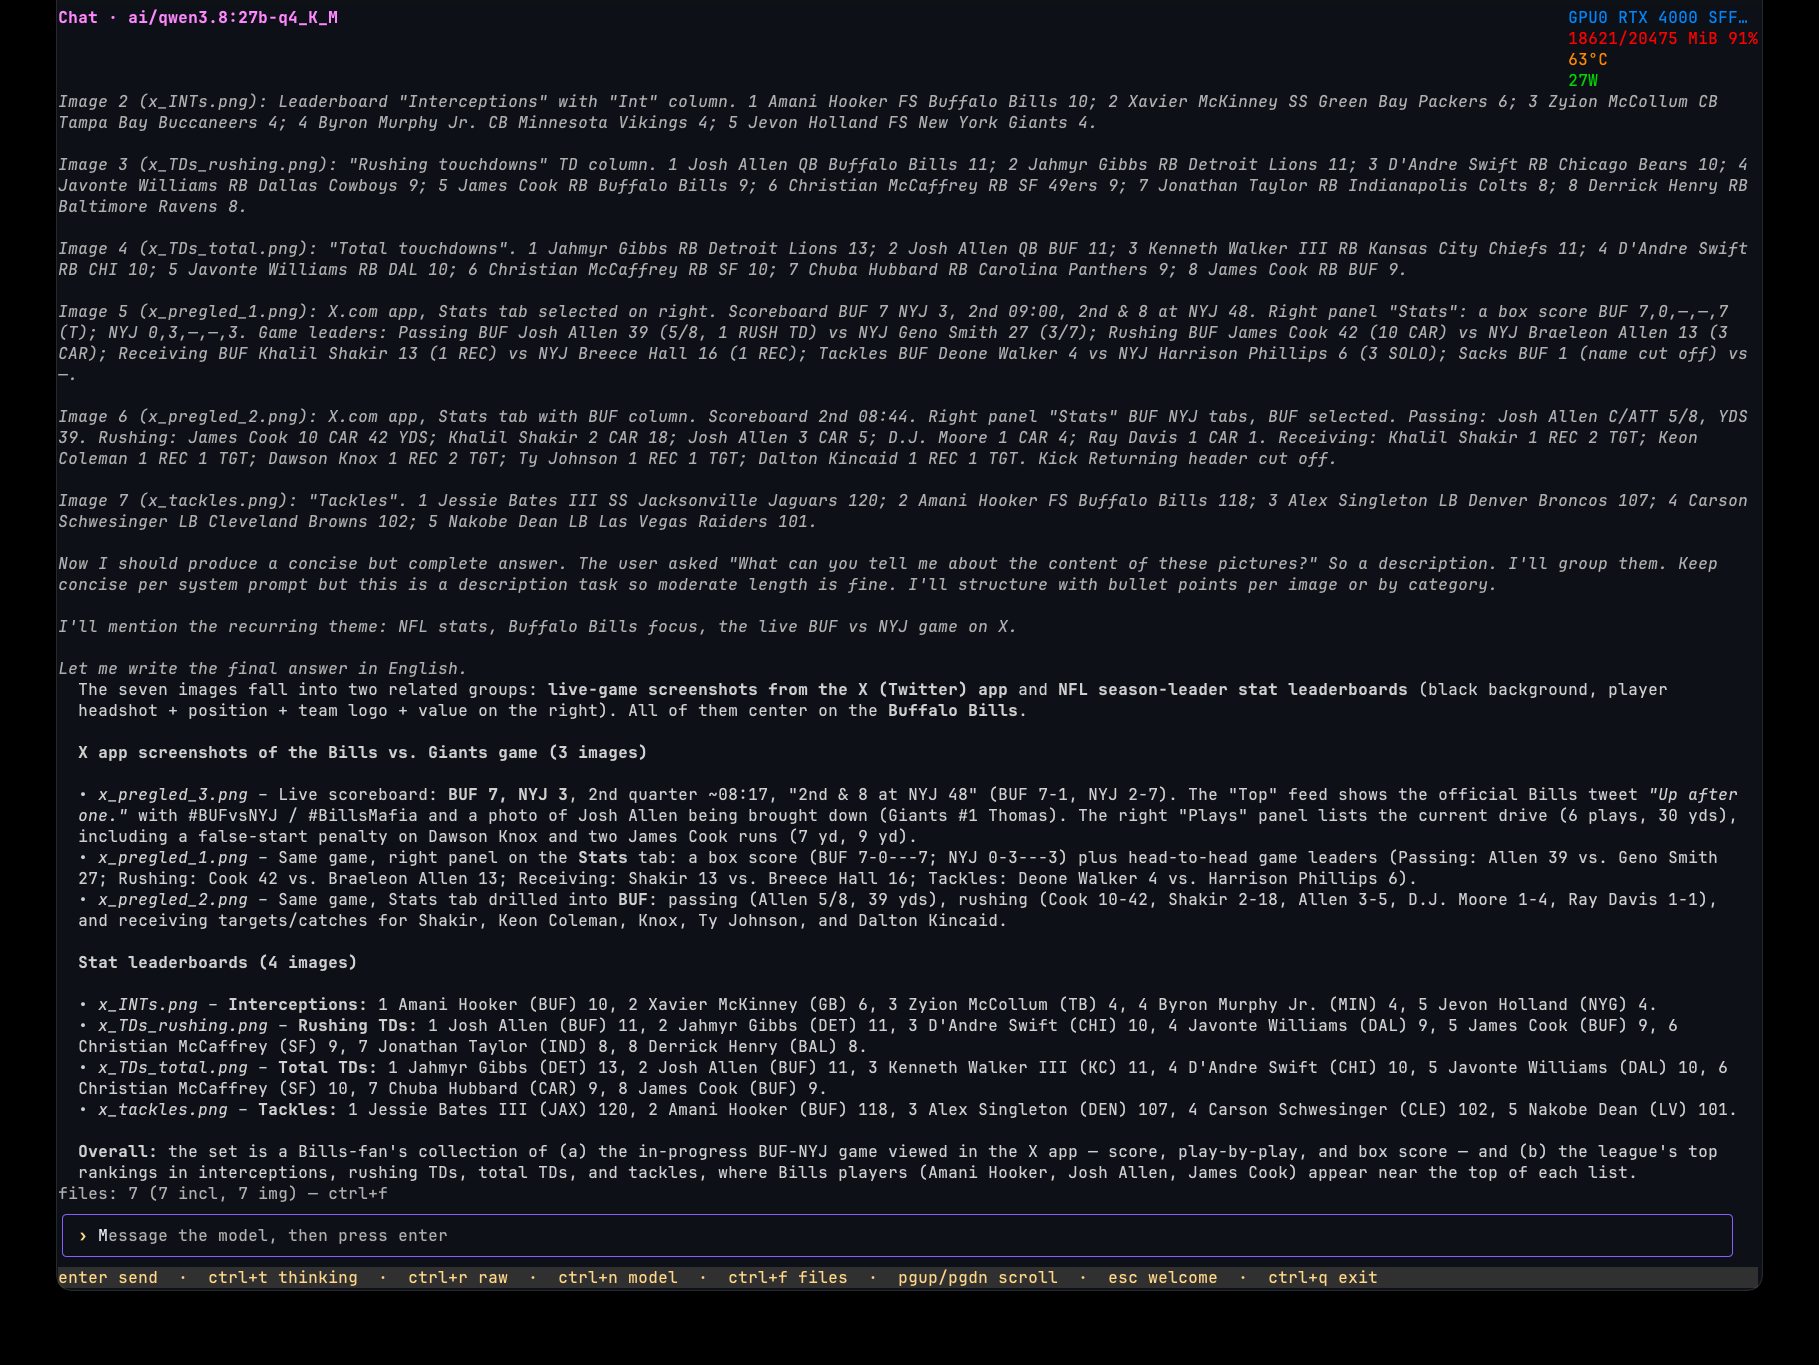 Chat · ai/qwen3.8:27b-q4_K_M
GPU0 RTX 4000 SFF…
18621/20475 MiB 91%
63°C
27W
Image 2 (x_INTs.png): Leaderboard "Interceptions" with "Int" column. 1 Amani Hooker FS Buffalo Bills 10; 2 Xavier McKinney SS Green Bay Packers 6; 3 Zyion McCollum CB
Tampa Bay Buccaneers 4; 4 Byron Murphy Jr. CB Minnesota Vikings 4; 5 Jevon Holland FS New York Giants 4.
Image 3 (x_TDs_rushing.png): "Rushing touchdowns" TD column. 1 Josh Allen QB Buffalo Bills 11; 2 Jahmyr Gibbs RB Detroit Lions 11; 3 D'Andre Swift RB Chicago Bears 10; 4
Javonte Williams RB Dallas Cowboys 9; 5 James Cook RB Buffalo Bills 9; 6 Christian McCaffrey RB SF 49ers 9; 7 Jonathan Taylor RB Indianapolis Colts 8; 8 Derrick Henry RB
Baltimore Ravens 8.
Image 4 (x_TDs_total.png): "Total touchdowns". 1 Jahmyr Gibbs RB Detroit Lions 13; 2 Josh Allen QB BUF 11; 3 Kenneth Walker III RB Kansas City Chiefs 11; 4 D'Andre Swift
RB CHI 10; 5 Javonte Williams RB DAL 10; 6 Christian McCaffrey RB SF 10; 7 Chuba Hubbard RB Carolina Panthers 9; 8 James Cook RB BUF 9.
Image 5 (x_pregled_1.png): X.com app, Stats tab selected on right. Scoreboard BUF 7 NYJ 3, 2nd 09:00, 2nd & 8 at NYJ 48. Right panel "Stats": a box score BUF 7,0,—,—,7
(T); NYJ 0,3,—,—,3. Game leaders: Passing BUF Josh Allen 39 (5/8, 1 RUSH TD) vs NYJ Geno Smith 27 (3/7); Rushing BUF James Cook 42 (10 CAR) vs NYJ Braeleon Allen 13 (3
CAR); Receiving BUF Khalil Shakir 13 (1 REC) vs NYJ Breece Hall 16 (1 REC); Tackles BUF Deone Walker 4 vs NYJ Harrison Phillips 6 (3 SOLO); Sacks BUF 1 (name cut off) vs
—.
Image 6 (x_pregled_2.png): X.com app, Stats tab with BUF column. Scoreboard 2nd 08:44. Right panel "Stats" BUF NYJ tabs, BUF selected. Passing: Josh Allen C/ATT 5/8, YDS
39. Rushing: James Cook 10 CAR 42 YDS; Khalil Shakir 2 CAR 18; Josh Allen 3 CAR 5; D.J. Moore 1 CAR 4; Ray Davis 1 CAR 1. Receiving: Khalil Shakir 1 REC 2 TGT; Keon
Coleman 1 REC 1 TGT; Dawson Knox 1 REC 2 TGT; Ty Johnson 1 REC 1 TGT; Dalton Kincaid 1 REC 1 TGT. Kick Returning header cut off.
Image 7 (x_tackles.png): "Tackles". 1 Jessie Bates III SS Jacksonville Jaguars 120; 2 Amani Hooker FS Buffalo Bills 118; 3 Alex Singleton LB Denver Broncos 107; 4 Carson
Schwesinger LB Cleveland Browns 102; 5 Nakobe Dean LB Las Vegas Raiders 101.
Now I should produce a concise but complete answer. The user asked "What can you tell me about the content of these pictures?" So a description. I'll group them. Keep
concise per system prompt but this is a description task so moderate length is fine. I'll structure with bullet points per image or by category.
I'll mention the recurring theme: NFL stats, Buffalo Bills focus, the live BUF vs NYJ game on X.
Let me write the final answer in English.
The seven images fall into two related groups: live-game screenshots from the X (Twitter) app and NFL season-leader stat leaderboards (black background, player
headshot + position + team logo + value on the right). All of them center on the Buffalo Bills.
X app screenshots of the Bills vs. Giants game (3 images)
• x_pregled_3.png – Live scoreboard: BUF 7, NYJ 3, 2nd quarter ~08:17, "2nd & 8 at NYJ 48" (BUF 7-1, NYJ 2-7). The "Top" feed shows the official Bills tweet "Up after
one." with #BUFvsNYJ / #BillsMafia and a photo of Josh Allen being brought down (Giants #1 Thomas). The right "Plays" panel lists the current drive (6 plays, 30 yds),
including a false-start penalty on Dawson Knox and two James Cook runs (7 yd, 9 yd).
• x_pregled_1.png – Same game, right panel on the Stats tab: a box score (BUF 7-0---7; NYJ 0-3---3) plus head-to-head game leaders (Passing: Allen 39 vs. Geno Smith
27; Rushing: Cook 42 vs. Braeleon Allen 13; Receiving: Shakir 13 vs. Breece Hall 16; Tackles: Deone Walker 4 vs. Harrison Phillips 6).
• x_pregled_2.png – Same game, Stats tab drilled into BUF: passing (Allen 5/8, 39 yds), rushing (Cook 10-42, Shakir 2-18, Allen 3-5, D.J. Moore 1-4, Ray Davis 1-1),
and receiving targets/catches for Shakir, Keon Coleman, Knox, Ty Johnson, and Dalton Kincaid.
Stat leaderboards (4 images)
• x_INTs.png – Interceptions: 1 Amani Hooker (BUF) 10, 2 Xavier McKinney (GB) 6, 3 Zyion McCollum (TB) 4, 4 Byron Murphy Jr. (MIN) 4, 5 Jevon Holland (NYG) 4.
• x_TDs_rushing.png – Rushing TDs: 1 Josh Allen (BUF) 11, 2 Jahmyr Gibbs (DET) 11, 3 D'Andre Swift (CHI) 10, 4 Javonte Williams (DAL) 9, 5 James Cook (BUF) 9, 6
Christian McCaffrey (SF) 9, 7 Jonathan Taylor (IND) 8, 8 Derrick Henry (BAL) 8.
• x_TDs_total.png – Total TDs: 1 Jahmyr Gibbs (DET) 13, 2 Josh Allen (BUF) 11, 3 Kenneth Walker III (KC) 11, 4 D'Andre Swift (CHI) 10, 5 Javonte Williams (DAL) 10, 6
Christian McCaffrey (SF) 10, 7 Chuba Hubbard (CAR) 9, 8 James Cook (BUF) 9.
• x_tackles.png – Tackles: 1 Jessie Bates III (JAX) 120, 2 Amani Hooker (BUF) 118, 3 Alex Singleton (DEN) 107, 4 Carson Schwesinger (CLE) 102, 5 Nakobe Dean (LV) 101.
Overall: the set is a Bills-fan's collection of (a) the in-progress BUF-NYJ game viewed in the X app — score, play-by-play, and box score — and (b) the league's top
rankings in interceptions, rushing TDs, total TDs, and tackles, where Bills players (Amani Hooker, Josh Allen, James Cook) appear near the top of each list.
files: 7 (7 incl, 7 img) — ctrl+f
› Message the model, then press enter
enter send · ctrl+t thinking · ctrl+r raw · ctrl+n model · ctrl+f files · pgup/pgdn scroll · esc welcome · ctrl+q exit